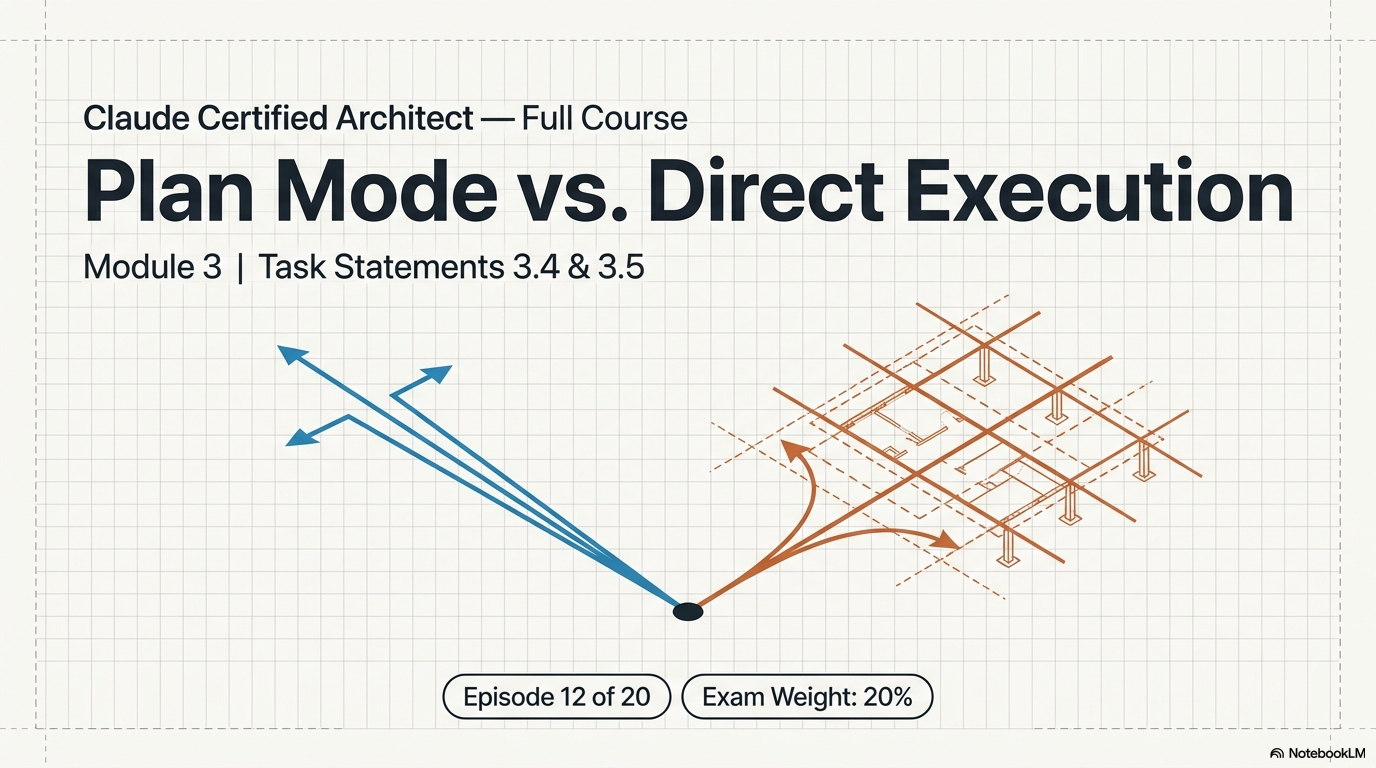 Claude Certified Architect — Full Course
Plan Mode vs. Direct Execution
Module 3 | Task Statements 3.4 & 3.5
Episode 12 of 20
Exam Weight: 20%
NotebookLM